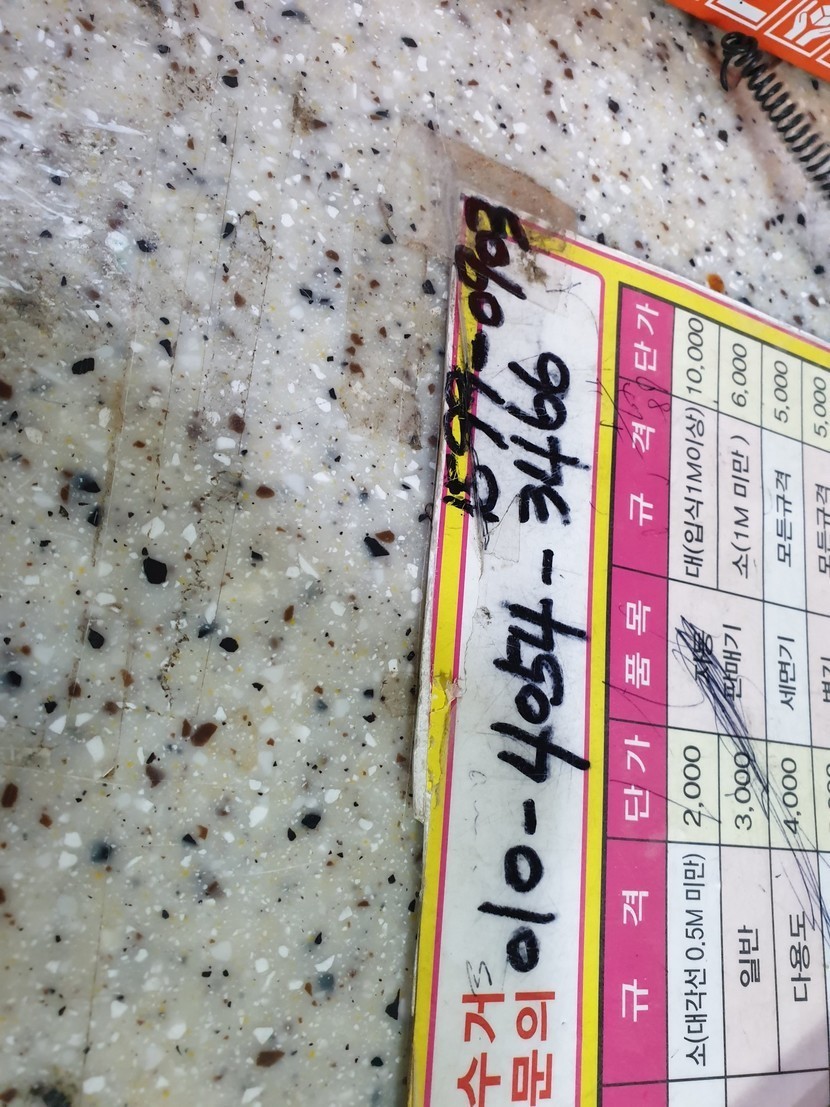 1599-0903
수거
문의
010-4054-3466
규 격 단 가 품 목 규 격 단 가
소(대각선 0.5M 미만) 2,000 대(입식1M이상) 10,000
일반 3,000 판매기 소(1M 미만) 6,000
다용도 4,000 세면기 모든규격 5,000
모든규격 5,000